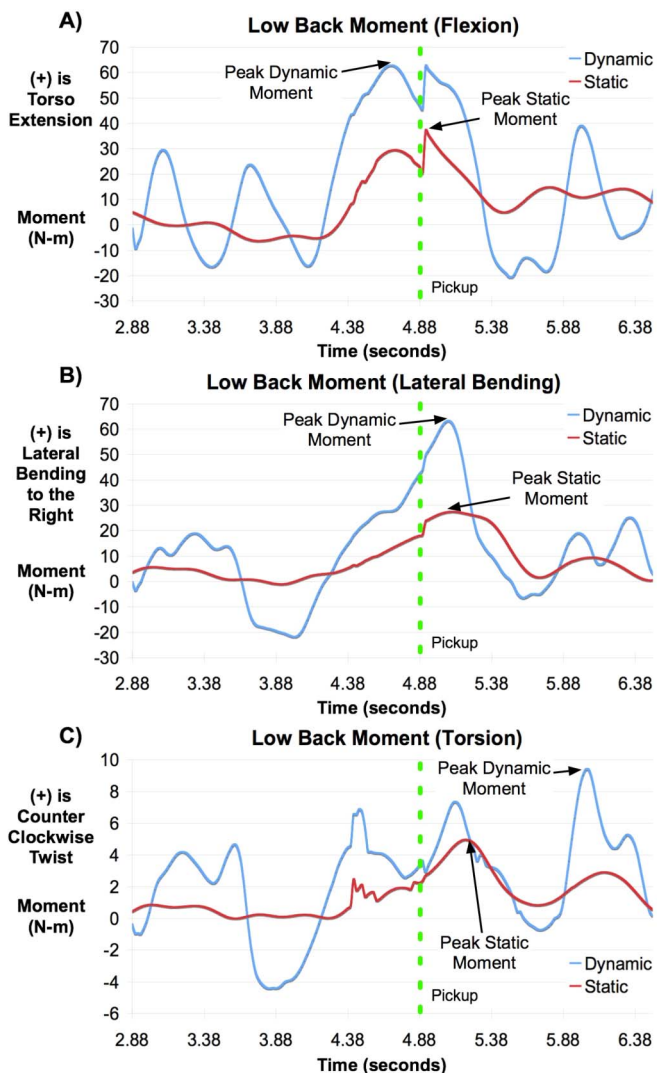 A)
Low Back Moment (Flexion)
70
60
50
40
30
20
10
0
-10
-20
-30
(+) is
Torso
Extension
Moment
(N-m)
Peak Dynamic
Moment
Peak Static
Moment
Dynamic
Static
Pickup
2.88 3.38 3.88 4.38 4.88 5.38 5.88 6.38
Time (seconds)
B)
Low Back Moment (Lateral Bending)
70
60
50
40
30
20
10
0
-10
-20
-30
(+) is
Lateral
Bending
to the
Right
Moment
(N-m)
Peak Dynamic
Moment
Peak Static
Moment
Dynamic
Static
Pickup
2.88 3.38 3.88 4.38 4.88 5.38 5.88 6.38
Time (seconds)
C)
Low Back Moment (Torsion)
10
8
6
4
2
0
-2
-4
-6
(+) is
Counter
Clockwise
Twist
Moment
(N-m)
Peak Dynamic
Moment
Peak Static
Moment
Dynamic
Static
Pickup
2.88 3.38 3.88 4.38 4.88 5.38 5.88 6.38
Time (seconds)